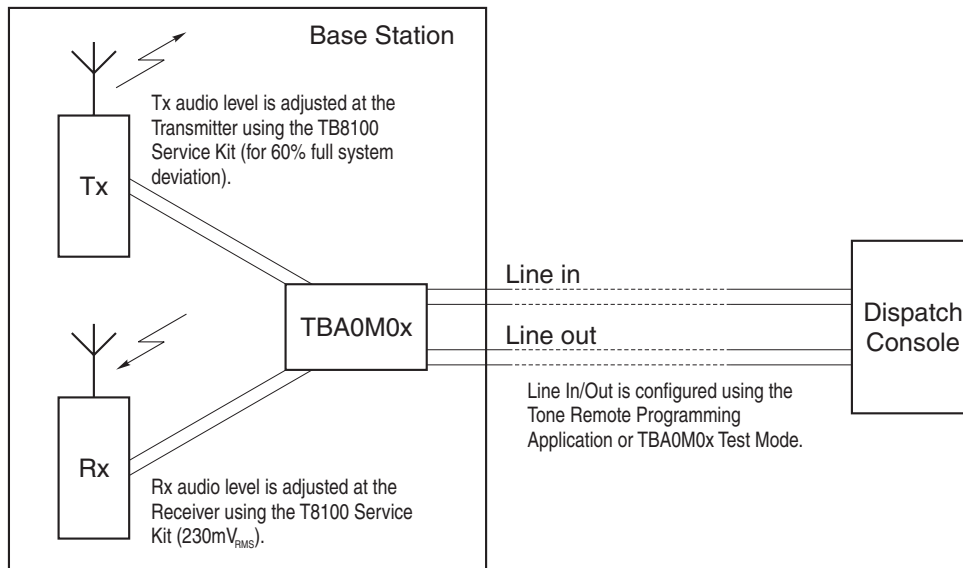 Base Station
Tx audio level is adjusted at the
Transmitter using the TB8100
Service Kit (for 60% full system
deviation).
Tx
Line in
TBA0M0x
Line out
Dispatch
Console
Line In/Out is configured using the
Tone Remote Programming
Application or TBA0M0x Test Mode.
Rx
Rx audio level is adjusted at the
Receiver using the T8100 Service
Kit (230mVRMS).